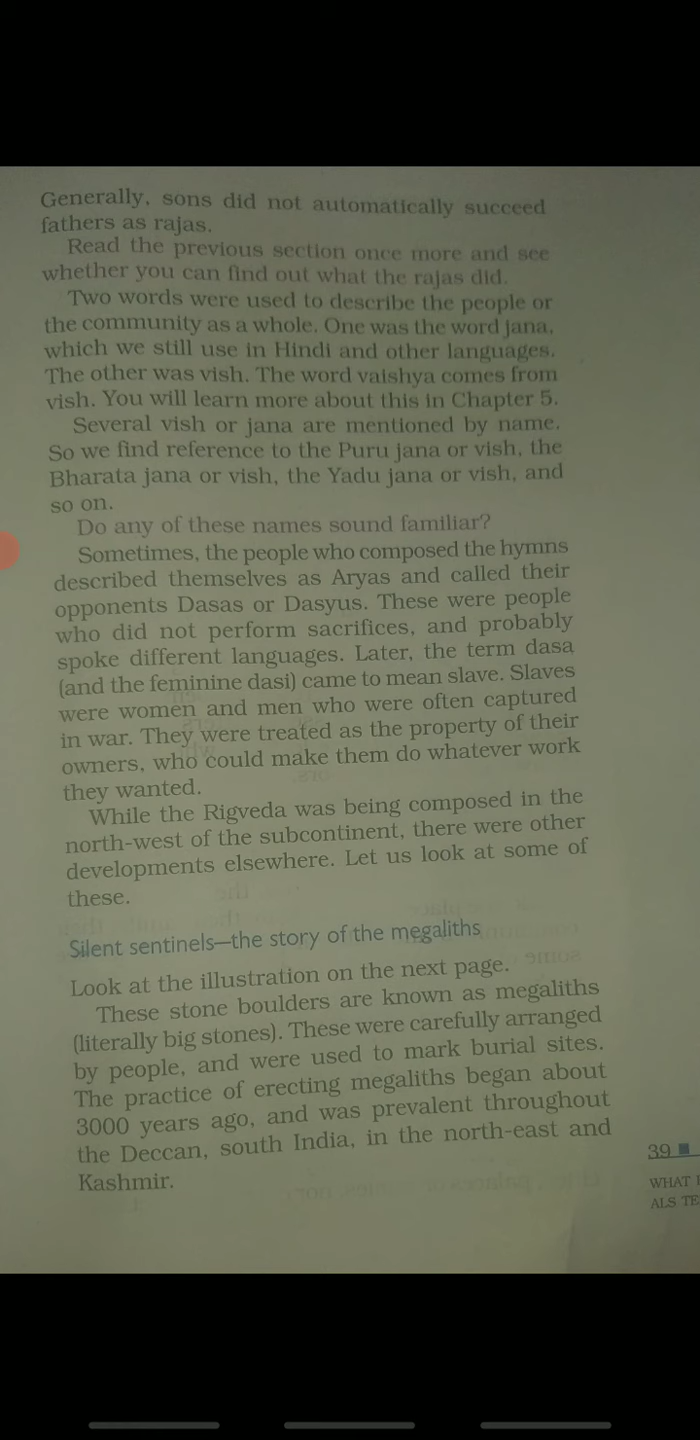 Generally, sons did not automatically succeed
fathers as rajas.
Read the previous section once more and see
whether you can find out what the rajas did.
Two words were used to describe the people or
the community as a whole. One was the word jana,
which we still use in Hindi and other languages.
The other was vish. The word vaishya comes from
vish. You will learn more about this in Chapter 5.
Several vish or jana are mentioned by name.
So we find reference to the Puru jana or vish, the
Bharata jana or vish, the Yadu jana or vish, and
so on.
Do any of these names sound familiar?
Sometimes, the people who composed the hymns
described themselves as Aryas and called their
opponents Dasas or Dasyus. These were people
who did not perform sacrifices, and probably
spoke different languages. Later, the term dasa
(and the feminine dasi) came to mean slave. Slaves
were women and men who were often captured
in war. They were treated as the property of their
owners, who could make them do whatever work
they wanted.
While the Rigveda was being composed in the
north-west of the subcontinent, there were other
developments elsewhere. Let us look at some of
these.
Silent sentinels—the story of the megaliths
Look at the illustration on the next page.
These stone boulders are known as megaliths
(literally big stones). These were carefully arranged
by people, and were used to mark burial sites.
The practice of erecting megaliths began about
3000 years ago, and was prevalent throughout
the Deccan, south India, in the north-east and
Kashmir.
39
WHAT
ALS